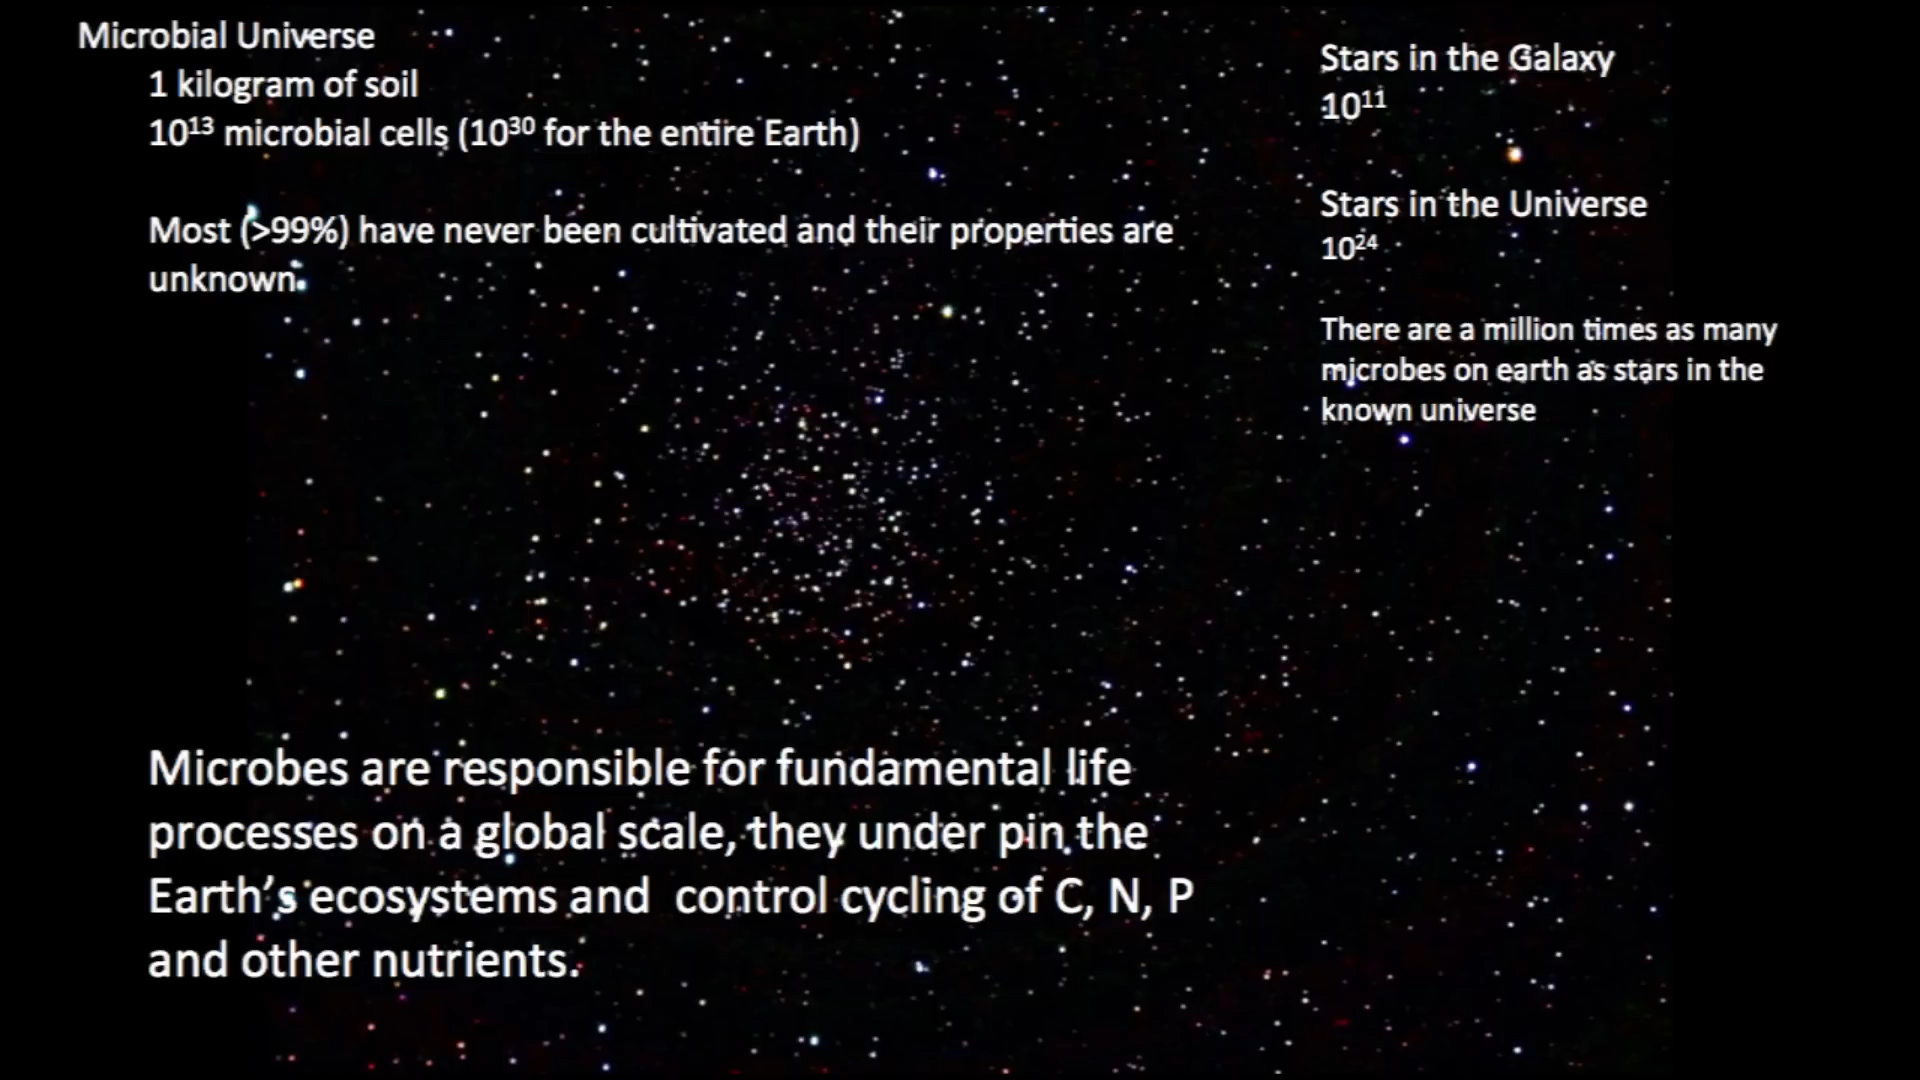 Microbial Universe
1 kilogram of soil
10¹³ microbial cells (10³⁰ for the entire Earth)
Most (>99%) have never been cultivated and their properties are
unknown.
Stars in the Galaxy
10¹¹
Stars in the Universe
10²⁴
There are a million times as many
microbes on earth as stars in the
known universe
Microbes are responsible for fundamental life
processes on a global scale, they under pin the
Earth’s ecosystems and  control cycling of C, N, P
and other nutrients.